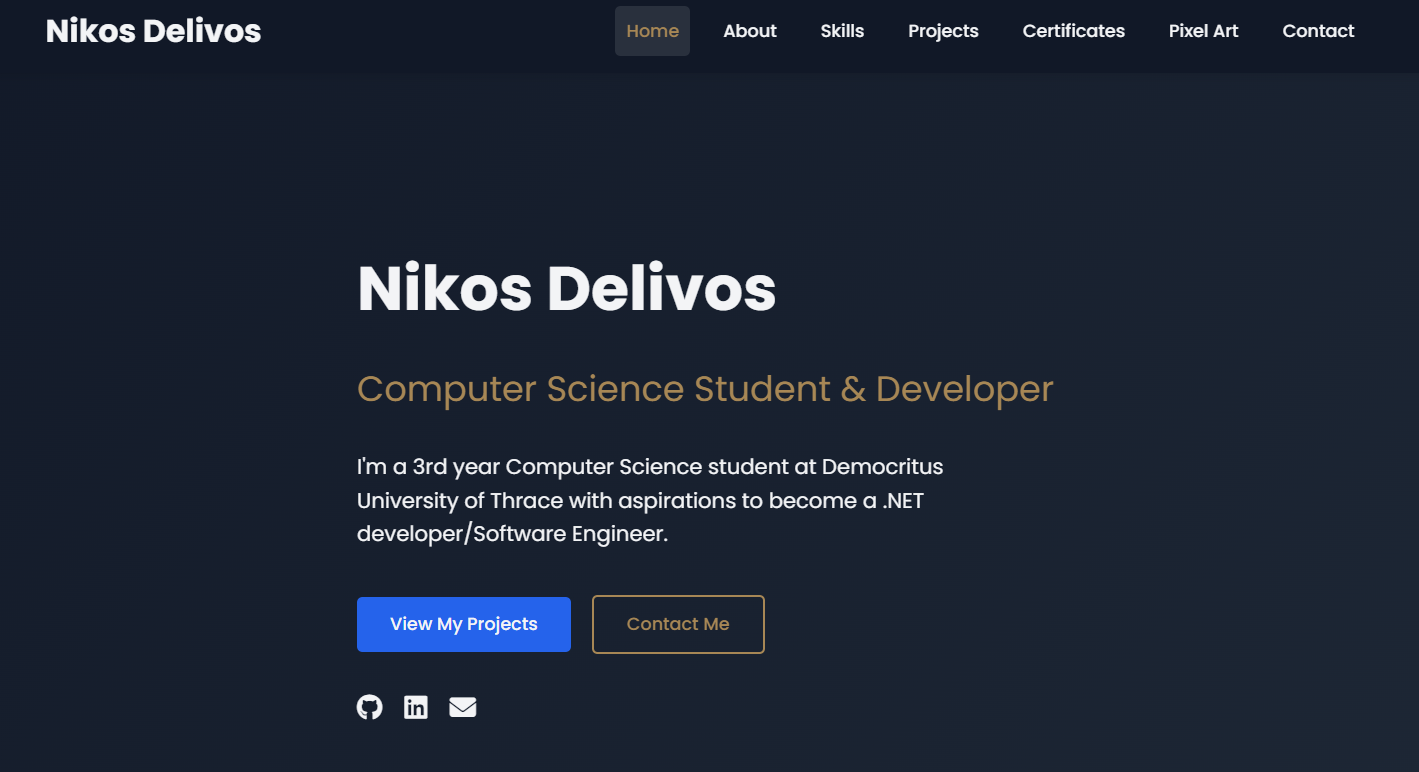 Nikos Delivos
Home About Skills Projects Certificates Pixel Art Contact
Nikos Delivos
Computer Science Student & Developer
I'm a 3rd year Computer Science student at Democritus
University of Thrace with aspirations to become a .NET
developer/Software Engineer.
View My Projects
Contact Me